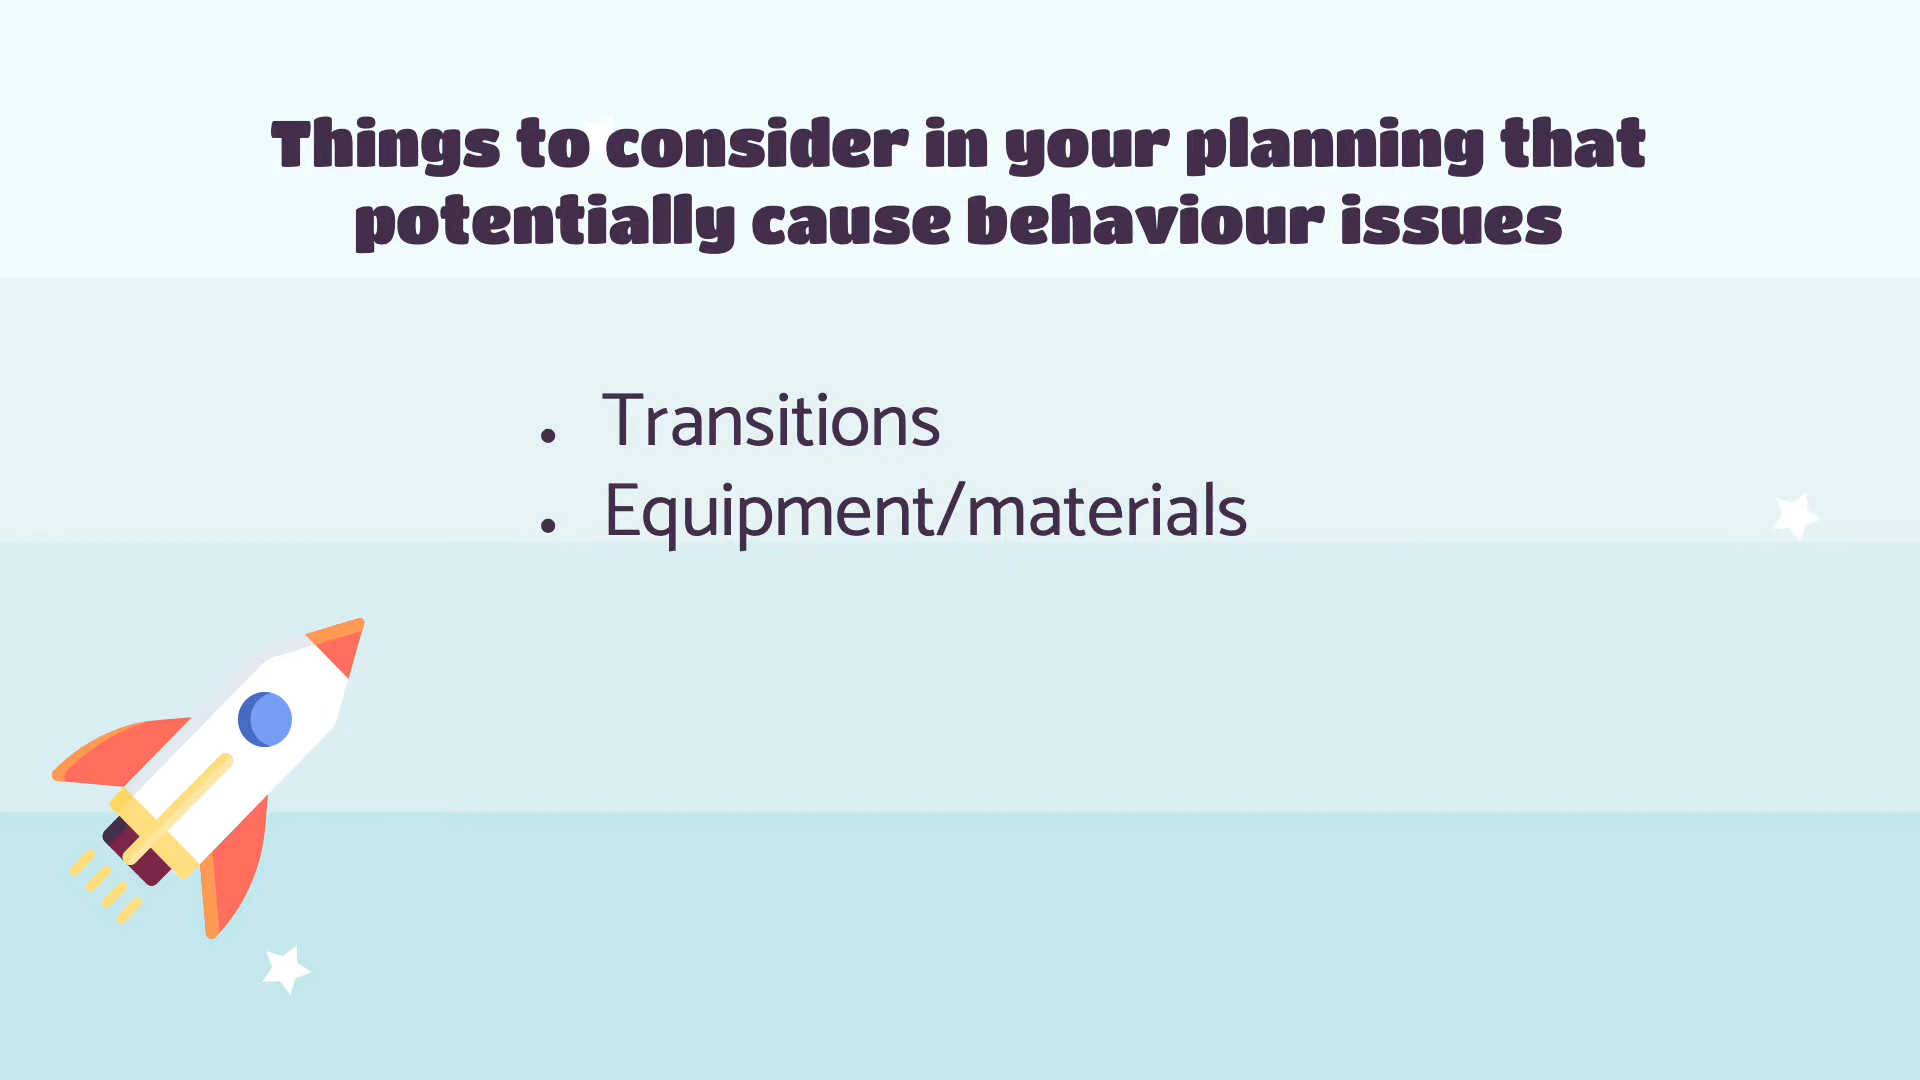 Things to consider in your planning that
potentially cause behaviour issues
• Transitions
• Equipment/materials